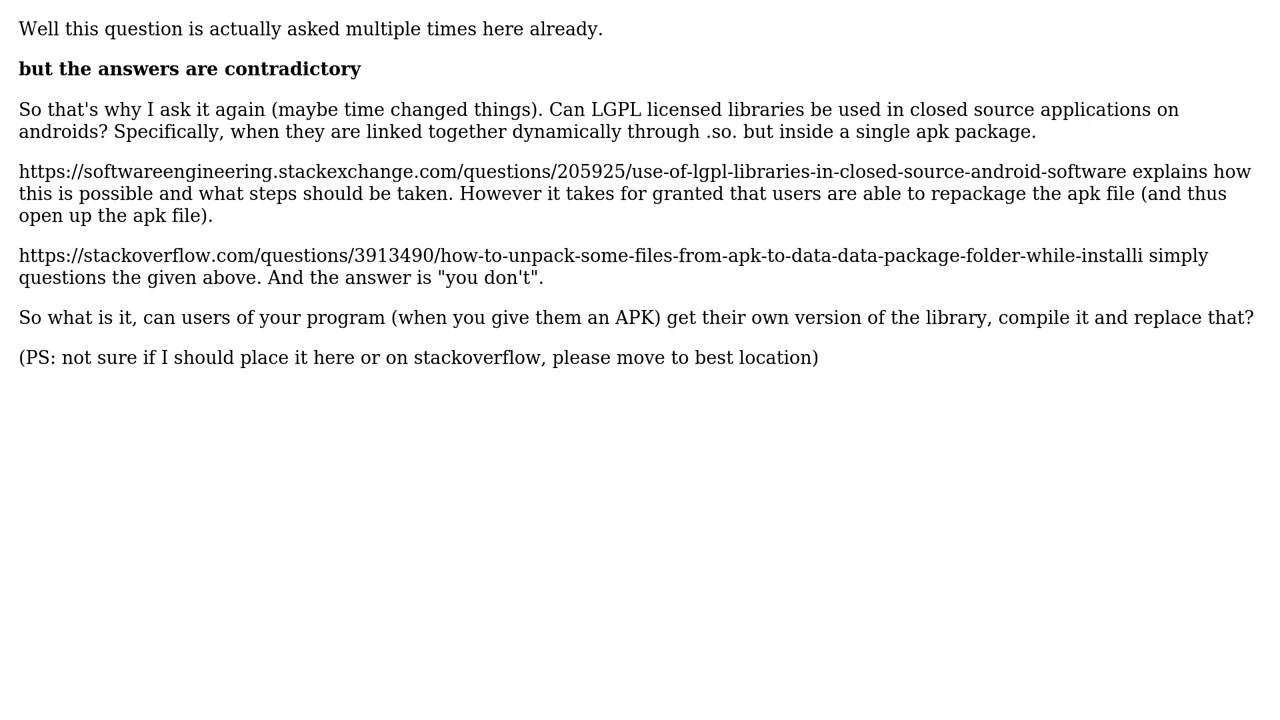 Well this question is actually asked multiple times here already.
but the answers are contradictory
So that's why I ask it again (maybe time changed things). Can LGPL licensed libraries be used in closed source applications on
androids? Specifically, when they are linked together dynamically through .so. but inside a single apk package.
https://softwareengineering.stackexchange.com/questions/205925/use-of-lgpl-libraries-in-closed-source-android-software explains how
this is possible and what steps should be taken. However it takes for granted that users are able to repackage the apk file (and thus
open up the apk file).
https://stackoverflow.com/questions/3913490/how-to-unpack-some-files-from-apk-to-data-data-package-folder-while-installi simply
questions the given above. And the answer is "you don't".
So what is it, can users of your program (when you give them an APK) get their own version of the library, compile it and replace that?
(PS: not sure if I should place it here or on stackoverflow, please move to best location)